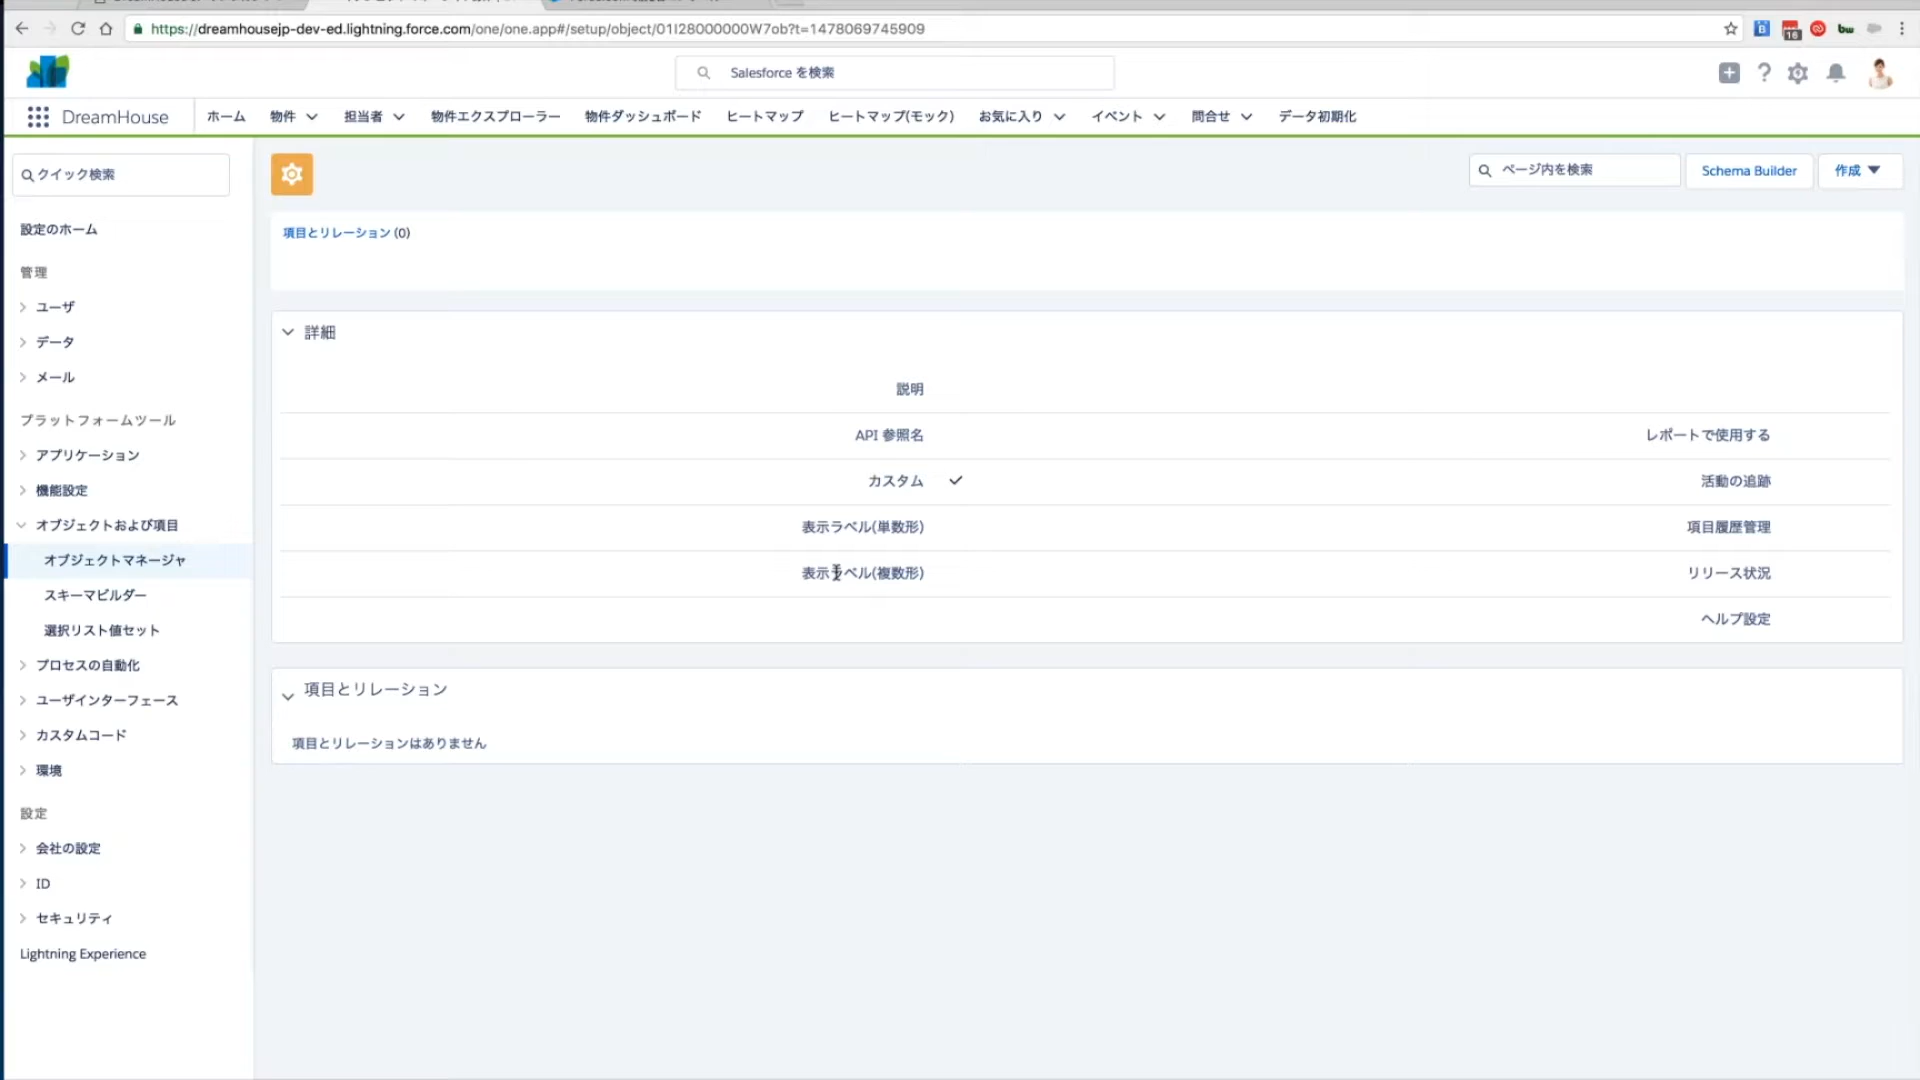 https://dreamhousejp-dev-ed.lightning.force.com/one/one.app#/setup/object/01I28000000W7ob?t=1478069745909
16
bw
Salesforce を検索
DreamHouse
ホーム
物件
担当者
物件エクスプローラー
物件ダッシュボード
ヒートマップ
ヒートマップ(モック)
お気に入り
イベント
問合せ
データ初期化
クイック検索
ページ内を検索
Schema Builder
作成
設定のホーム
管理
ユーザ
データ
メール
プラットフォームツール
アプリケーション
機能設定
オブジェクトおよび項目
オブジェクトマネージャ
スキーマビルダー
選択リスト値セット
プロセスの自動化
ユーザインターフェース
カスタムコード
環境
設定
会社の設定
ID
セキュリティ
Lightning Experience
項目とリレーション (0)
詳細
説明
API 参照名
レポートで使用する
カスタム
活動の追跡
表示ラベル(単数形)
項目履歴管理
表示ラベル(複数形)
リリース状況
ヘルプ設定
項目とリレーション
項目とリレーションはありません